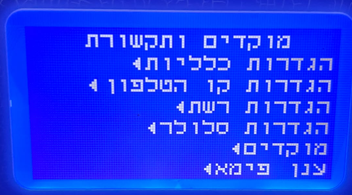 מוקדים ותקשורת
הגדרות כלליות
הגדרות קו הטלפון
הגדרות רשת
הגדרות סלולר
מוקדים
ענן פימא